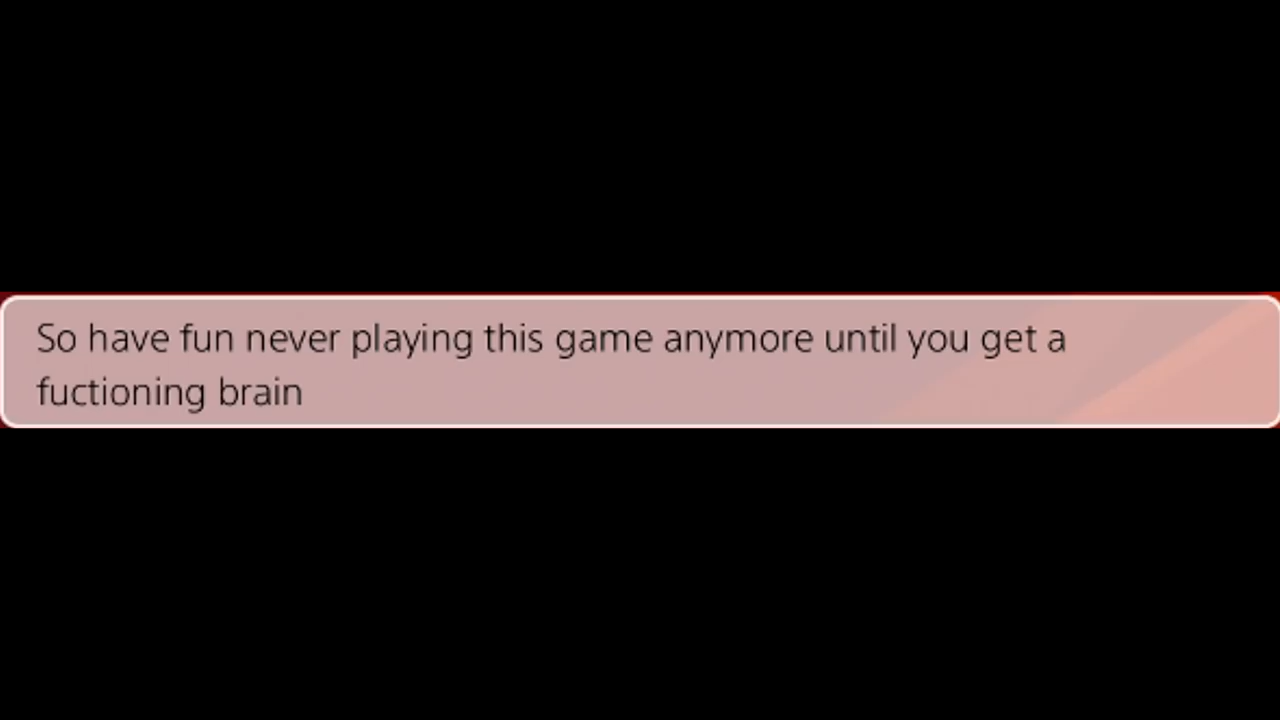 So have fun never playing this game anymore until you get a
fuctioning brain